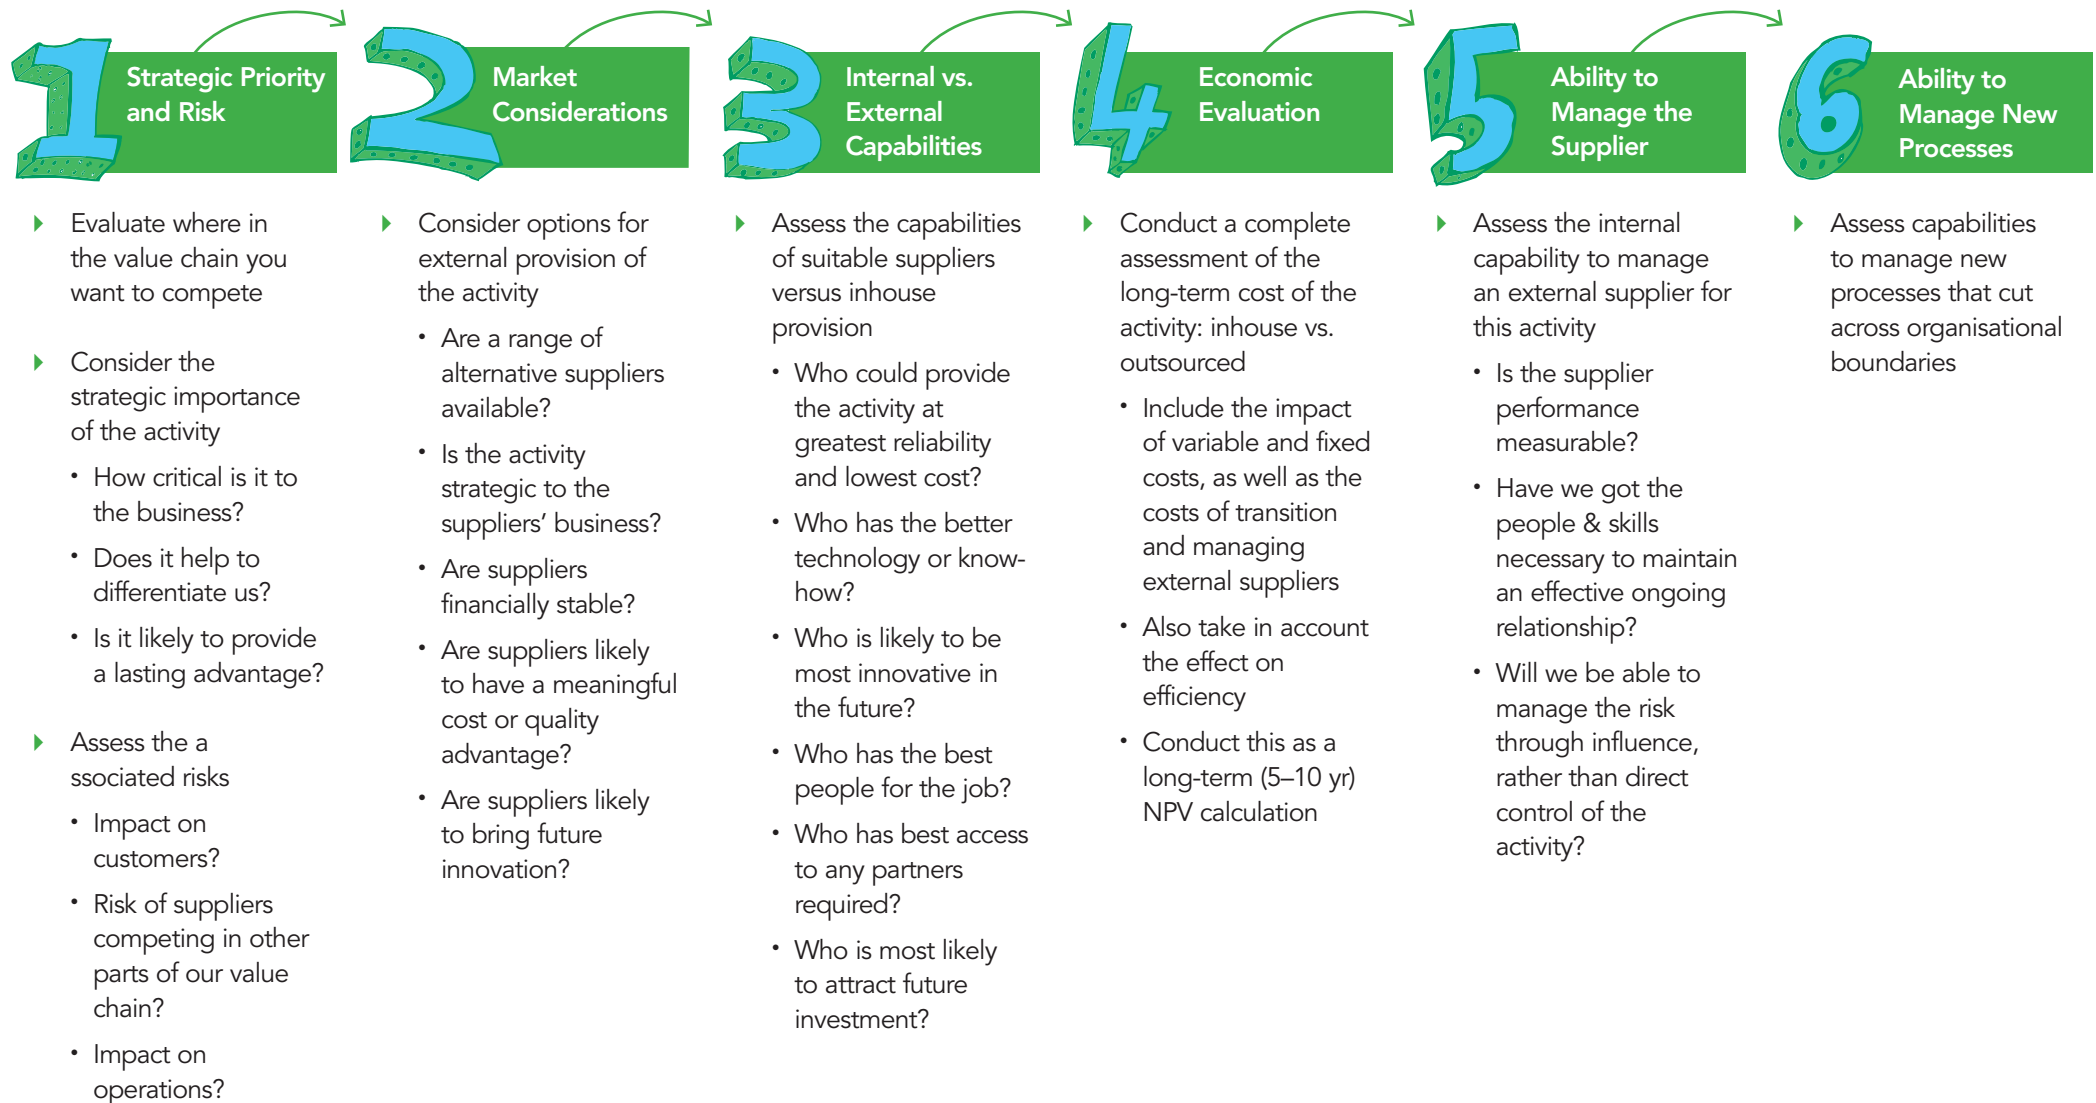 1
Strategic Priority
and Risk
Evaluate where in
the value chain you
want to compete
Consider the
strategic importance
of the activity
• How critical is it to
the business?
• Does it help to
differentiate us?
• Is it likely to provide
a lasting advantage?
Assess the a
ssociated risks
• Impact on
customers?
• Risk of suppliers
competing in other
parts of our value
chain?
• Impact on
operations?
2
Market
Considerations
Consider options for
external provision of
the activity
• Are a range of
alternative suppliers
available?
• Is the activity
strategic to the
suppliers’ business?
• Are suppliers
financially stable?
• Are suppliers likely
to have a meaningful
cost or quality
advantage?
• Are suppliers likely
to bring future
innovation?
3
Internal vs.
External
Capabilities
Assess the capabilities
of suitable suppliers
versus inhouse
provision
• Who could provide
the activity at
greatest reliability
and lowest cost?
• Who has the better
technology or know-
how?
• Who is likely to be
most innovative in
the future?
• Who has the best
people for the job?
• Who has best access
to any partners
required?
• Who is most likely
to attract future
investment?
4
Economic
Evaluation
Conduct a complete
assessment of the
long-term cost of the
activity: inhouse vs.
outsourced
• Include the impact
of variable and fixed
costs, as well as the
costs of transition
and managing
external suppliers
• Also take in account
the effect on
efficiency
• Conduct this as a
long-term (5–10 yr)
NPV calculation
5
Ability to
Manage the
Supplier
Assess the internal
capability to manage
an external supplier for
this activity
• Is the supplier
performance
measurable?
• Have we got the
people & skills
necessary to maintain
an effective ongoing
relationship?
• Will we be able to
manage the risk
through influence,
rather than direct
control of the
activity?
6
Ability to
Manage New
Processes
Assess capabilities
to manage new
processes that cut
across organisational
boundaries